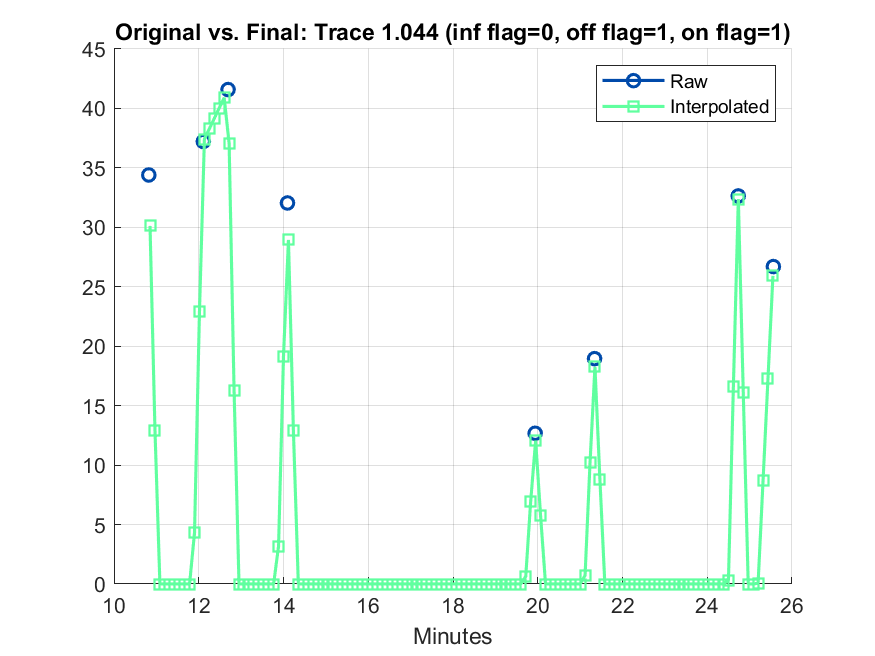 Original vs. Final: Trace 1.044 (inf flag=0, off flag=1, on flag=1)
45
40
35
30
25
20
15
10
5
0
Raw
Interpolated
10 12 14 16 18 20 22 24 26
Minutes